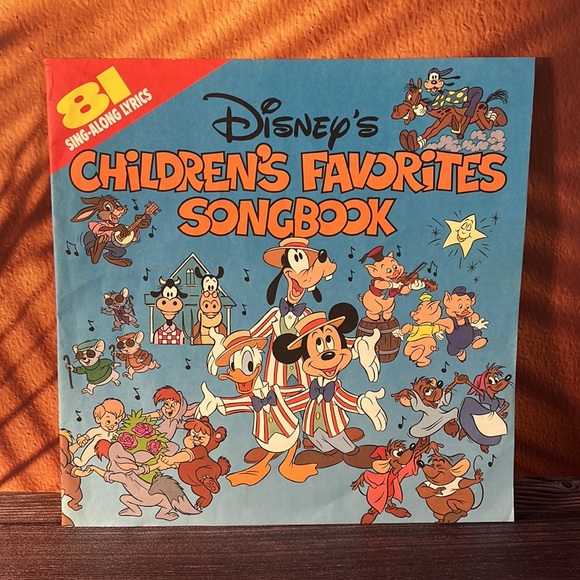 81
SING-ALONG LYRICS
DISNEY'S
CHILDREN'S FAVORITES
SONGBOOK